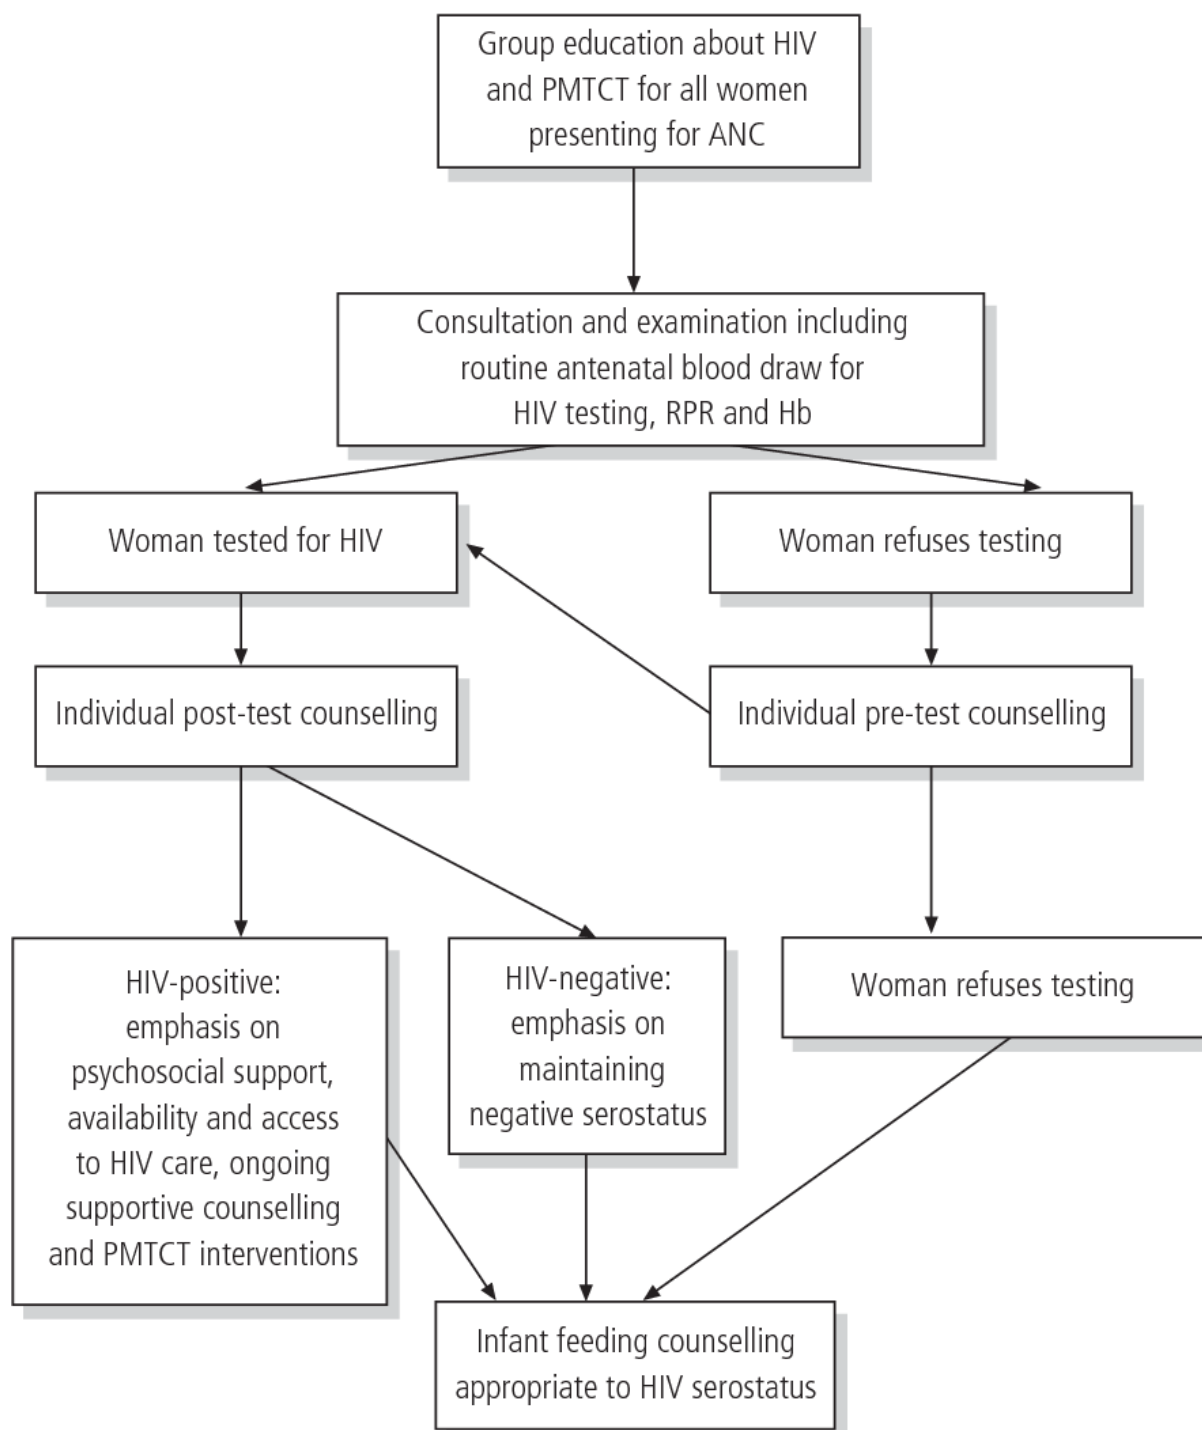 Group education about HIV
and PMTCT for all women
presenting for ANC
Consultation and examination including
routine antenatal blood draw for
HIV testing, RPR and Hb
Woman tested for HIV
Woman refuses testing
Individual post-test counselling
Individual pre-test counselling
HIV-positive:
emphasis on
psychosocial support,
availability and access
to HIV care, ongoing
supportive counselling
and PMTCT interventions
HIV-negative:
emphasis on
maintaining
negative serostatus
Woman refuses testing
Infant feeding counselling
appropriate to HIV serostatus